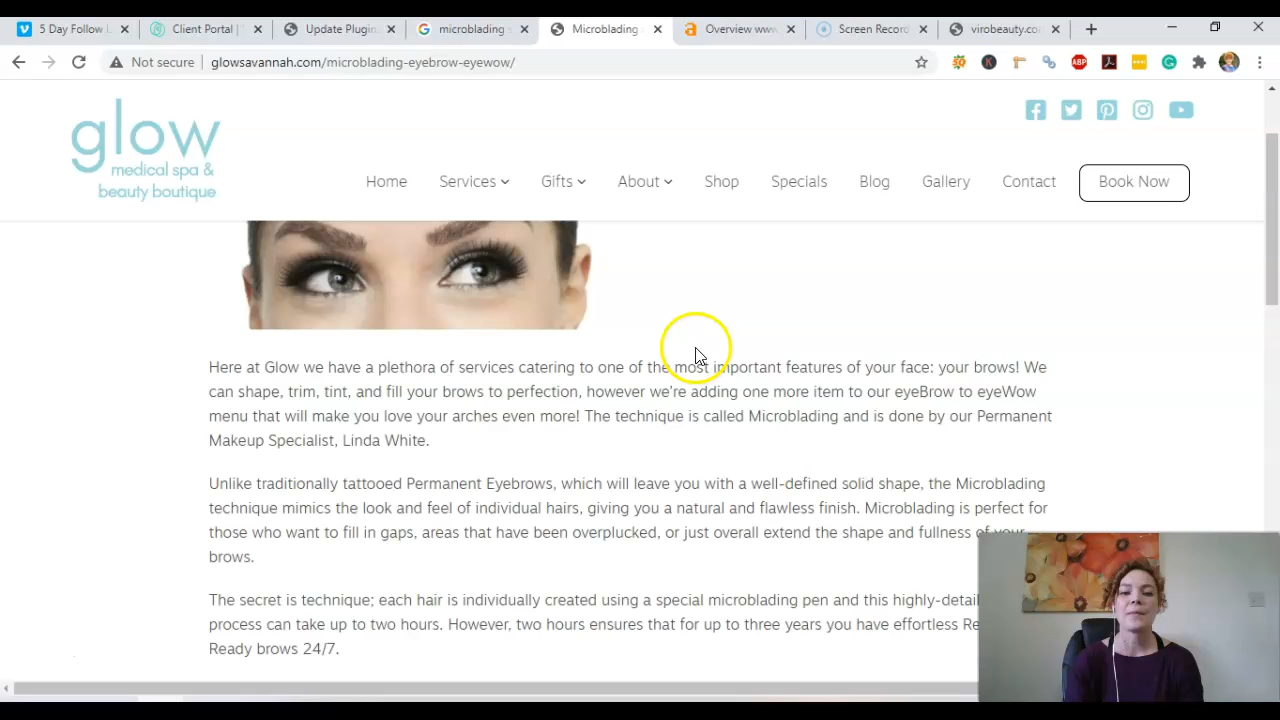 5 Day Follow
Client Portal |
Update Plugin
microblading
Microblading
Overview www
Screen Record
virobeauty.co
Not secure | glowsavannah.com/microblading-eyebrow-eyewow/
ABP
glow
medical spa &
beauty boutique
Home
Services
Gifts
About
Shop
Specials
Blog
Gallery
Contact
Book Now
Here at Glow we have a plethora of services catering to one of the most important features of your face: your brows! We
can shape, trim, tint, and fill your brows to perfection, however we're adding one more item to our eyeBrow to eyeWow
menu that will make you love your arches even more! The technique is called Microblading and is done by our Permanent
Makeup Specialist, Linda White.
Unlike traditionally tattooed Permanent Eyebrows, which will leave you with a well-defined solid shape, the Microblading
technique mimics the look and feel of individual hairs, giving you a natural and flawless finish. Microblading is perfect for
those who want to fill in gaps, areas that have been overplucked, or just overall extend the shape and fullness of your
brows.
The secret is technique; each hair is individually created using a special microblading pen and this highly-detail
process can take up to two hours. However, two hours ensures that for up to three years you have effortless Re
Ready brows 24/7.